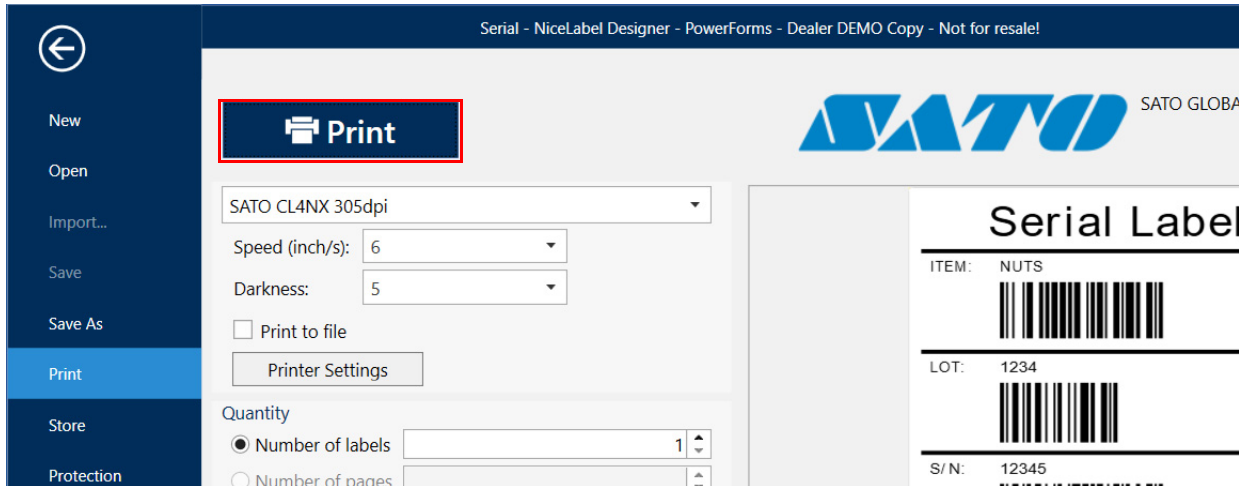 Serial - NiceLabel Designer - PowerForms - Dealer DEMO Copy - Not for resale!
New
Open
Import...
Save
Save As
Print
Store
Protection
Print
SATO CL4NX 305dpi
Speed (inch/s): 6
Darkness: 5
Print to file
Printer Settings
Quantity
Number of labels 1
Number of pages
SATO
SATO GLOBA
Serial Label
ITEM: NUTS
LOT: 1234
S/N: 12345